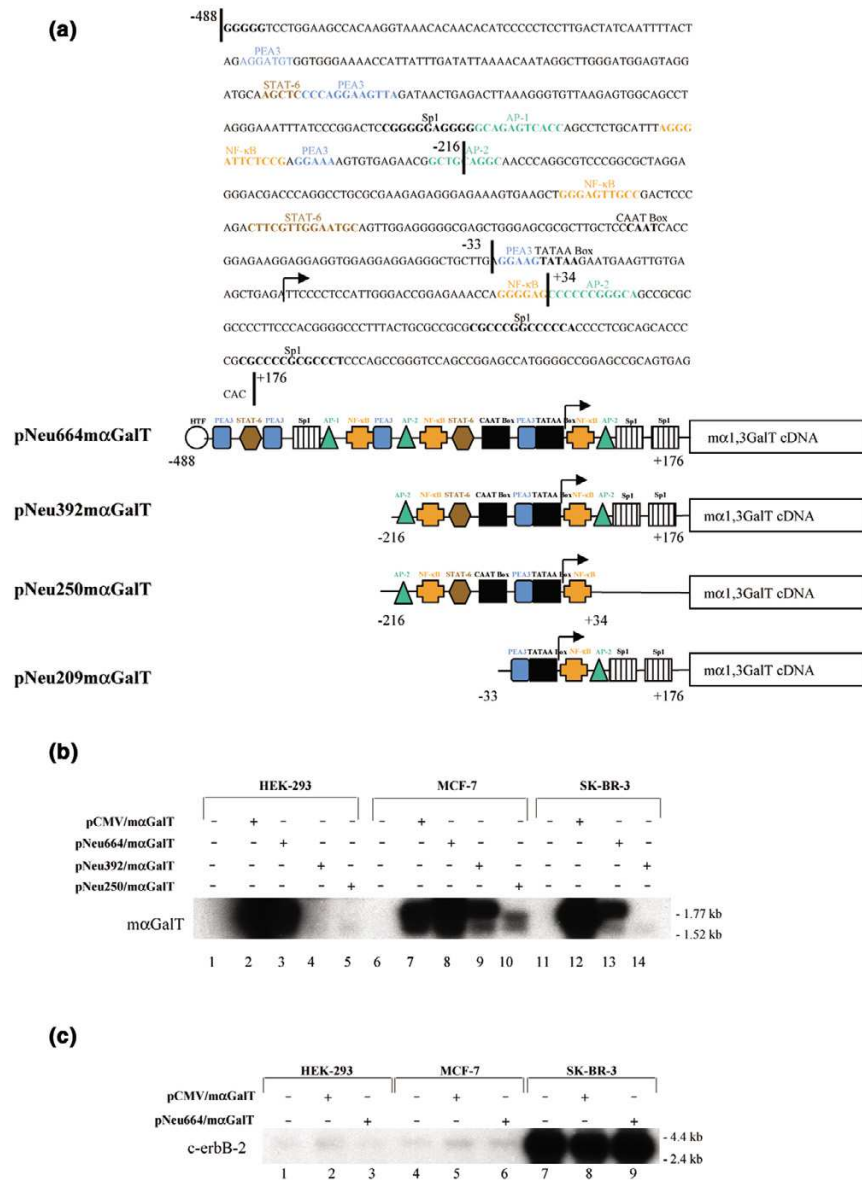 (a)
-488
GGGGGTCCTGGAAGCCACAAGGTAAACACAACACATCCCCCTCCTTGACTATCAATTTTACT
PEA3
AGAGGATGTGGTGGGAAAACCATTATTTGATATTAAAACAATAGGCTTGGGATGGAGTAGG
STAT-6 PEA3
ATGCAAGCTCCCCAGGAAGTTAGATAACTGAGACTTAAAGGGTGTTAAGAGTGGCAGCCT
Sp1 AP-1
AGGGAAATTTATCCCGGACTCCGGGGGAGGGGGCAGAGTCACCAGCCTCTGCATTTAGGG
NF-κB PEA3 -216 AP-2
ATTCTCCGAGGAAAAGTGTGAGAACGGCTGCAGGCAACCCAGGCGTCCCGGCGCTAGGA
NF-κB
GGGACGACCCAGGCCTGCGCGAAGAGAGGGAGAAAGTGAAGCTGGGAGTTGCCGACTCCC
STAT-6 CAAT Box
AGACTTCGTTGGAATGCAGTTGGAGGGGGCGAGCTGGGAGCGCGCTTGCTCCCAATCACC
-33 PEA3 TATAA Box
GGAGAAGGAGGAGGTGGAGGAGGAGGGCTGCTTGAGGAAGTATAAGAATGAAGTTGTGA
NF-κB +34 AP-2
AGCTGAGATTCCCCTCCATTGGGACCGGAGAAACCAGGGGAGCCCCCCCGGGCAGCCGCGC
Sp1
GCCCCTTCCCACGGGGCCCTTTACTGCGCCGCGCGCCCGGCCCCCACCCCTCGCAGCACCC
Sp1
CGCGCCCCGCGCCCTCCCAGCCGGGTCCAGCCGGAGCCATGGGGCCGGAGCCGCAGTGAG
CAC +176
HTF PEA3 STAT-6 PEA3 Sp1 AP-1 NF-κB PEA3 AP-2 NF-κB STAT-6 CAAT Box PEA3 TATAA Box NF-κB AP-2 Sp1 Sp1
pNeu664mαGalT mα1,3GalT cDNA
-488 +176
AP-2 NF-κB STAT-6 CAAT Box PEA3 TATAA Box NF-κB AP-2 Sp1 Sp1
pNeu392mαGalT mα1,3GalT cDNA
-216 +176
AP-2 NF-κB STAT-6 CAAT Box PEA3 TATAA Box NF-κB
pNeu250mαGalT mα1,3GalT cDNA
-216 +34
PEA3 TATAA Box NF-κB AP-2 Sp1 Sp1
pNeu209mαGalT mα1,3GalT cDNA
-33 +176
(b)
HEK-293 MCF-7 SK-BR-3
pCMV/mαGalT - + - - - - + - - - - + - -
pNeu664/mαGalT - - + - - - - + - - - - + -
pNeu392/mαGalT - - - + - - - - + - - - - +
pNeu250/mαGalT - - - - + - - - - + - - - -
mαGalT - 1.77 kb
- 1.52 kb
1 2 3 4 5 6 7 8 9 10 11 12 13 14
(c)
HEK-293 MCF-7 SK-BR-3
pCMV/mαGalT - + - - + - - + -
pNeu664/mαGalT - - + - - + - - +
c-erbB-2 - 4.4 kb
- 2.4 kb
1 2 3 4 5 6 7 8 9